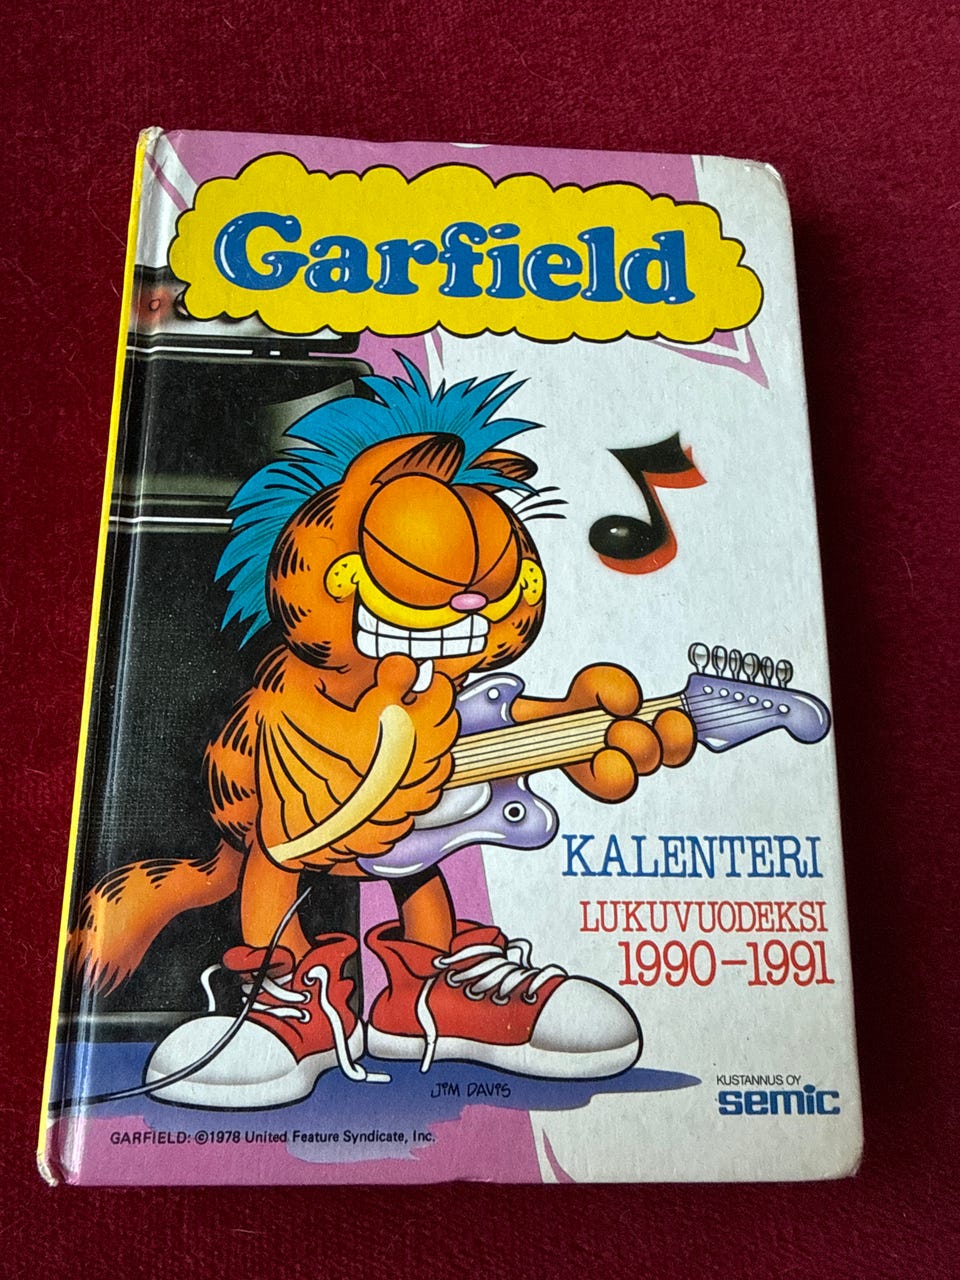 Garfield
KALENTERI
LUKUVUODEKSI
1990-1991
JIM DAVIS
KUSTANNUS OY
semic
GARFIELD: ©1978 United Feature Syndicate, Inc.